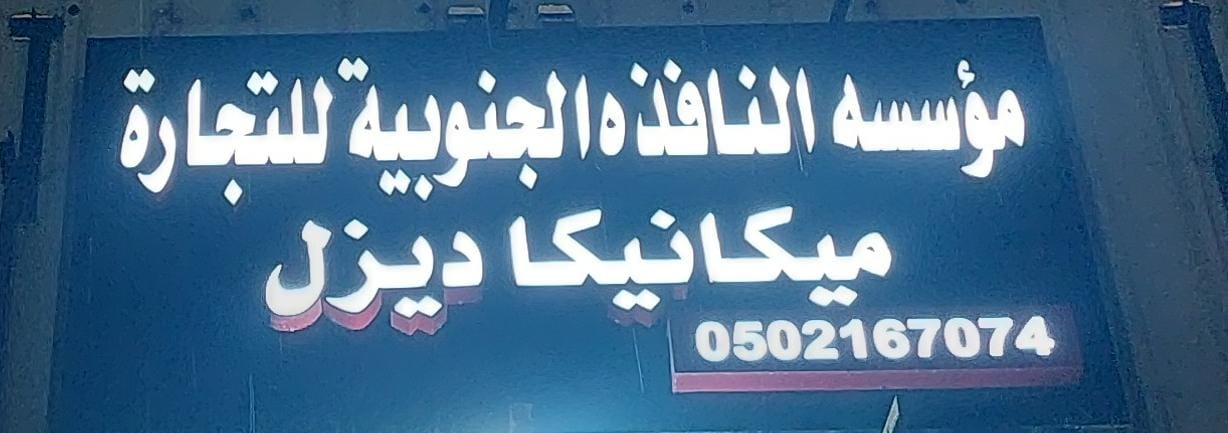 مؤسسه النافذه الجنوبية للتجارة
ميكانيكا ديزل
0502167074